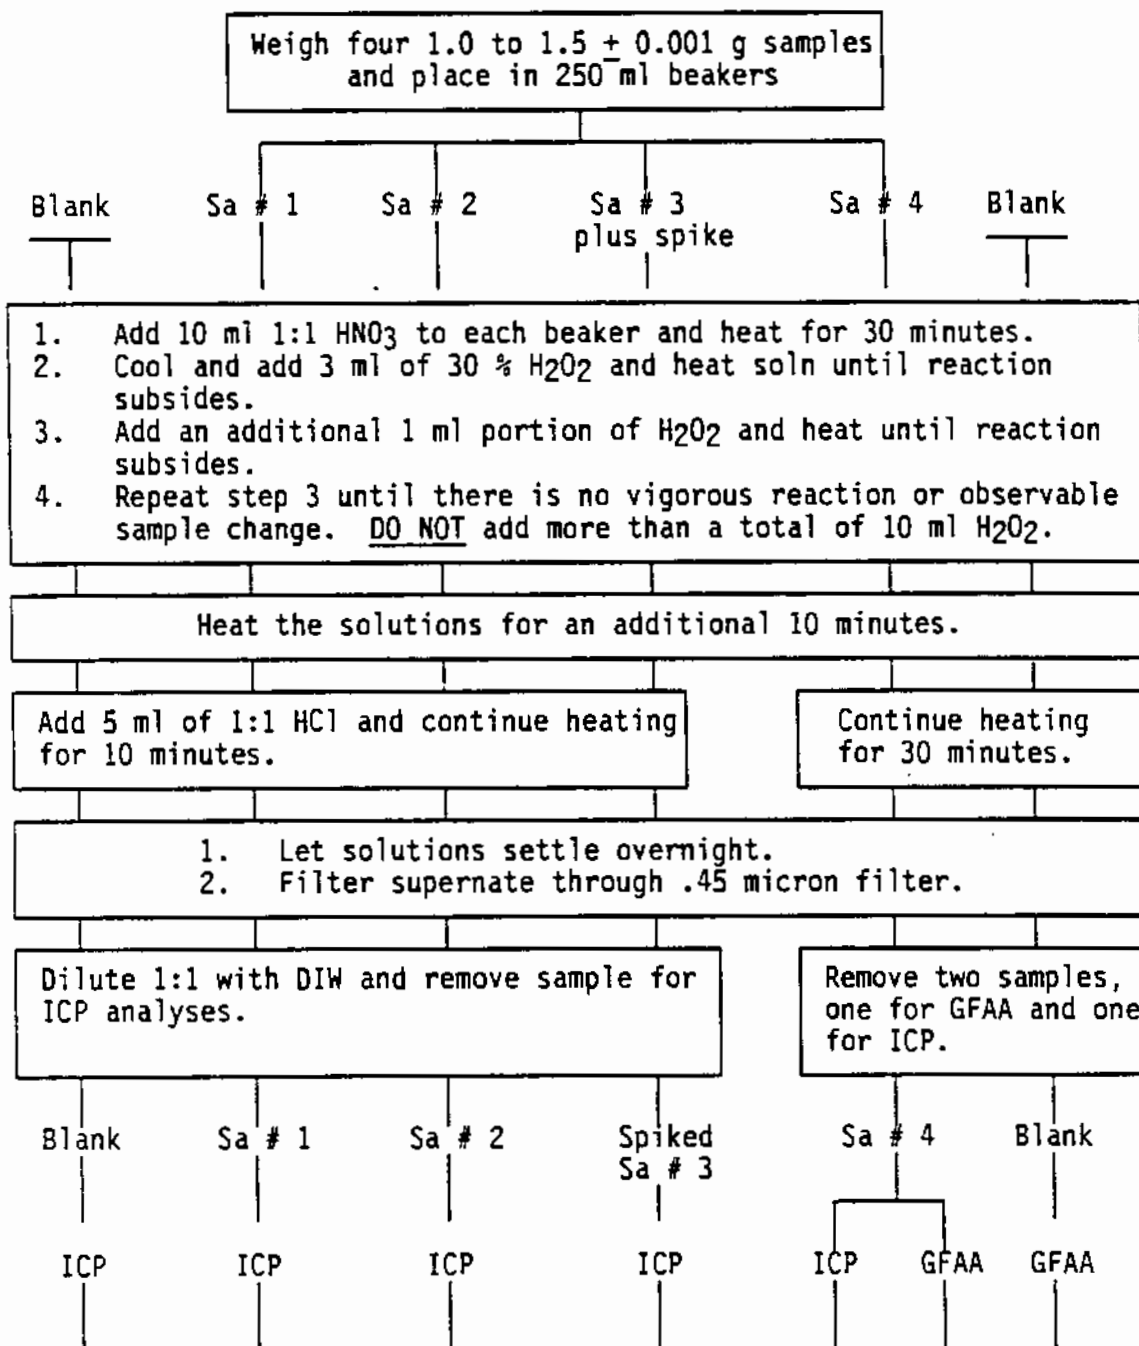 Weigh four 1.0 to 1.5 ± 0.001 g samples
and place in 250 ml beakers
Blank Sa # 1 Sa # 2 Sa # 3 Sa # 4 Blank
plus spike
1. Add 10 ml 1:1 HNO3 to each beaker and heat for 30 minutes.
2. Cool and add 3 ml of 30 % H2O2 and heat soln until reaction
subsides.
3. Add an additional 1 ml portion of H2O2 and heat until reaction
subsides.
4. Repeat step 3 until there is no vigorous reaction or observable
sample change. DO NOT add more than a total of 10 ml H2O2.
Heat the solutions for an additional 10 minutes.
Add 5 ml of 1:1 HCl and continue heating
for 10 minutes.
Continue heating
for 30 minutes.
1. Let solutions settle overnight.
2. Filter supernate through .45 micron filter.
Dilute 1:1 with DIW and remove sample for
ICP analyses.
Remove two samples,
one for GFAA and one
for ICP.
Blank Sa # 1 Sa # 2 Spiked Sa # 4 Blank
Sa # 3
ICP ICP ICP ICP ICP GFAA GFAA